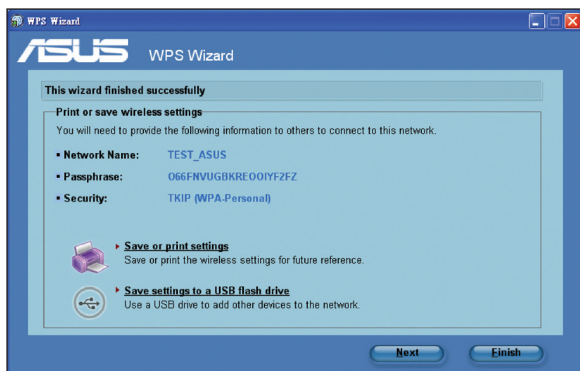 WPS Wizard
ASUS WPS Wizard
This wizard finished successfully
Print or save wireless settings
You will need to provide the following information to others to connect to this network.
Network Name: TEST_ASUS
Passphrase: O66FNVUGBKREOOIYF2FZ
Security: TKIP (WPA-Personal)
Save or print settings
Save or print the wireless settings for future reference.
Save settings to a USB flash drive
Use a USB drive to add other devices to the network.
Next Finish